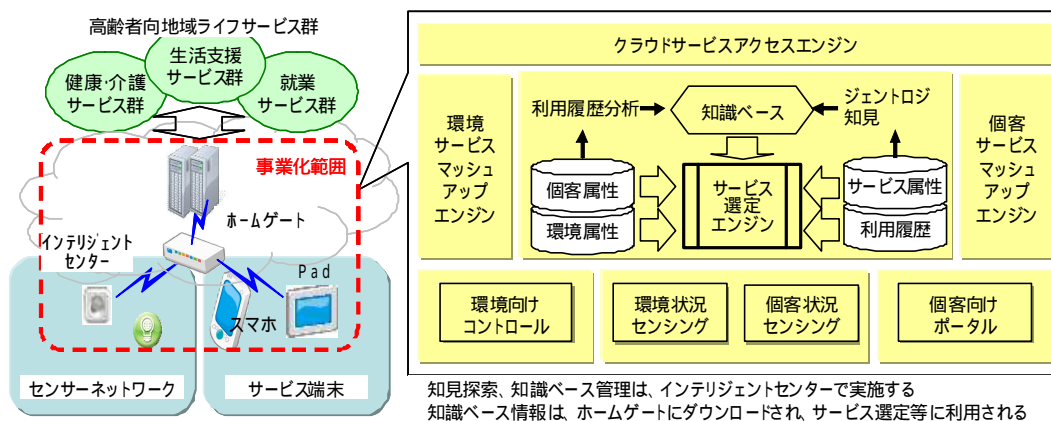 高齢者向地域ライフサービス群
生活支援
サービス群
健康・介護
サービス群
就業
サービス群
事業化範囲
ホームゲート
インテリジェント
センター
Pad
スマホ
センサーネットワーク
サービス端末
クラウドサービスアクセスエンジン
環境
サービス
マッシュ
アップ
エンジン
利用履歴分析
知識ベース
ジェントロジ
知見
個客属性
環境属性
サービス
選定
エンジン
サービス属性
利用履歴
個客
サービス
マッシュ
アップ
エンジン
環境向け
コントロール
環境状況
センシング
個客状況
センシング
個客向け
ポータル
知見探索、知識ベース管理は、インテリジェントセンターで実施する
知識ベース情報は、ホームゲートにダウンロードされ、サービス選定等に利用される